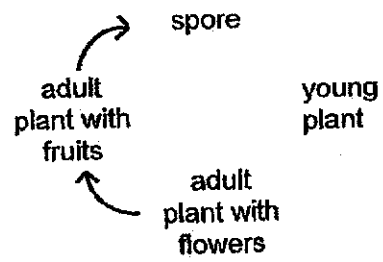 spore
adult
plant with
fruits
young
plant
adult
plant with
flowers